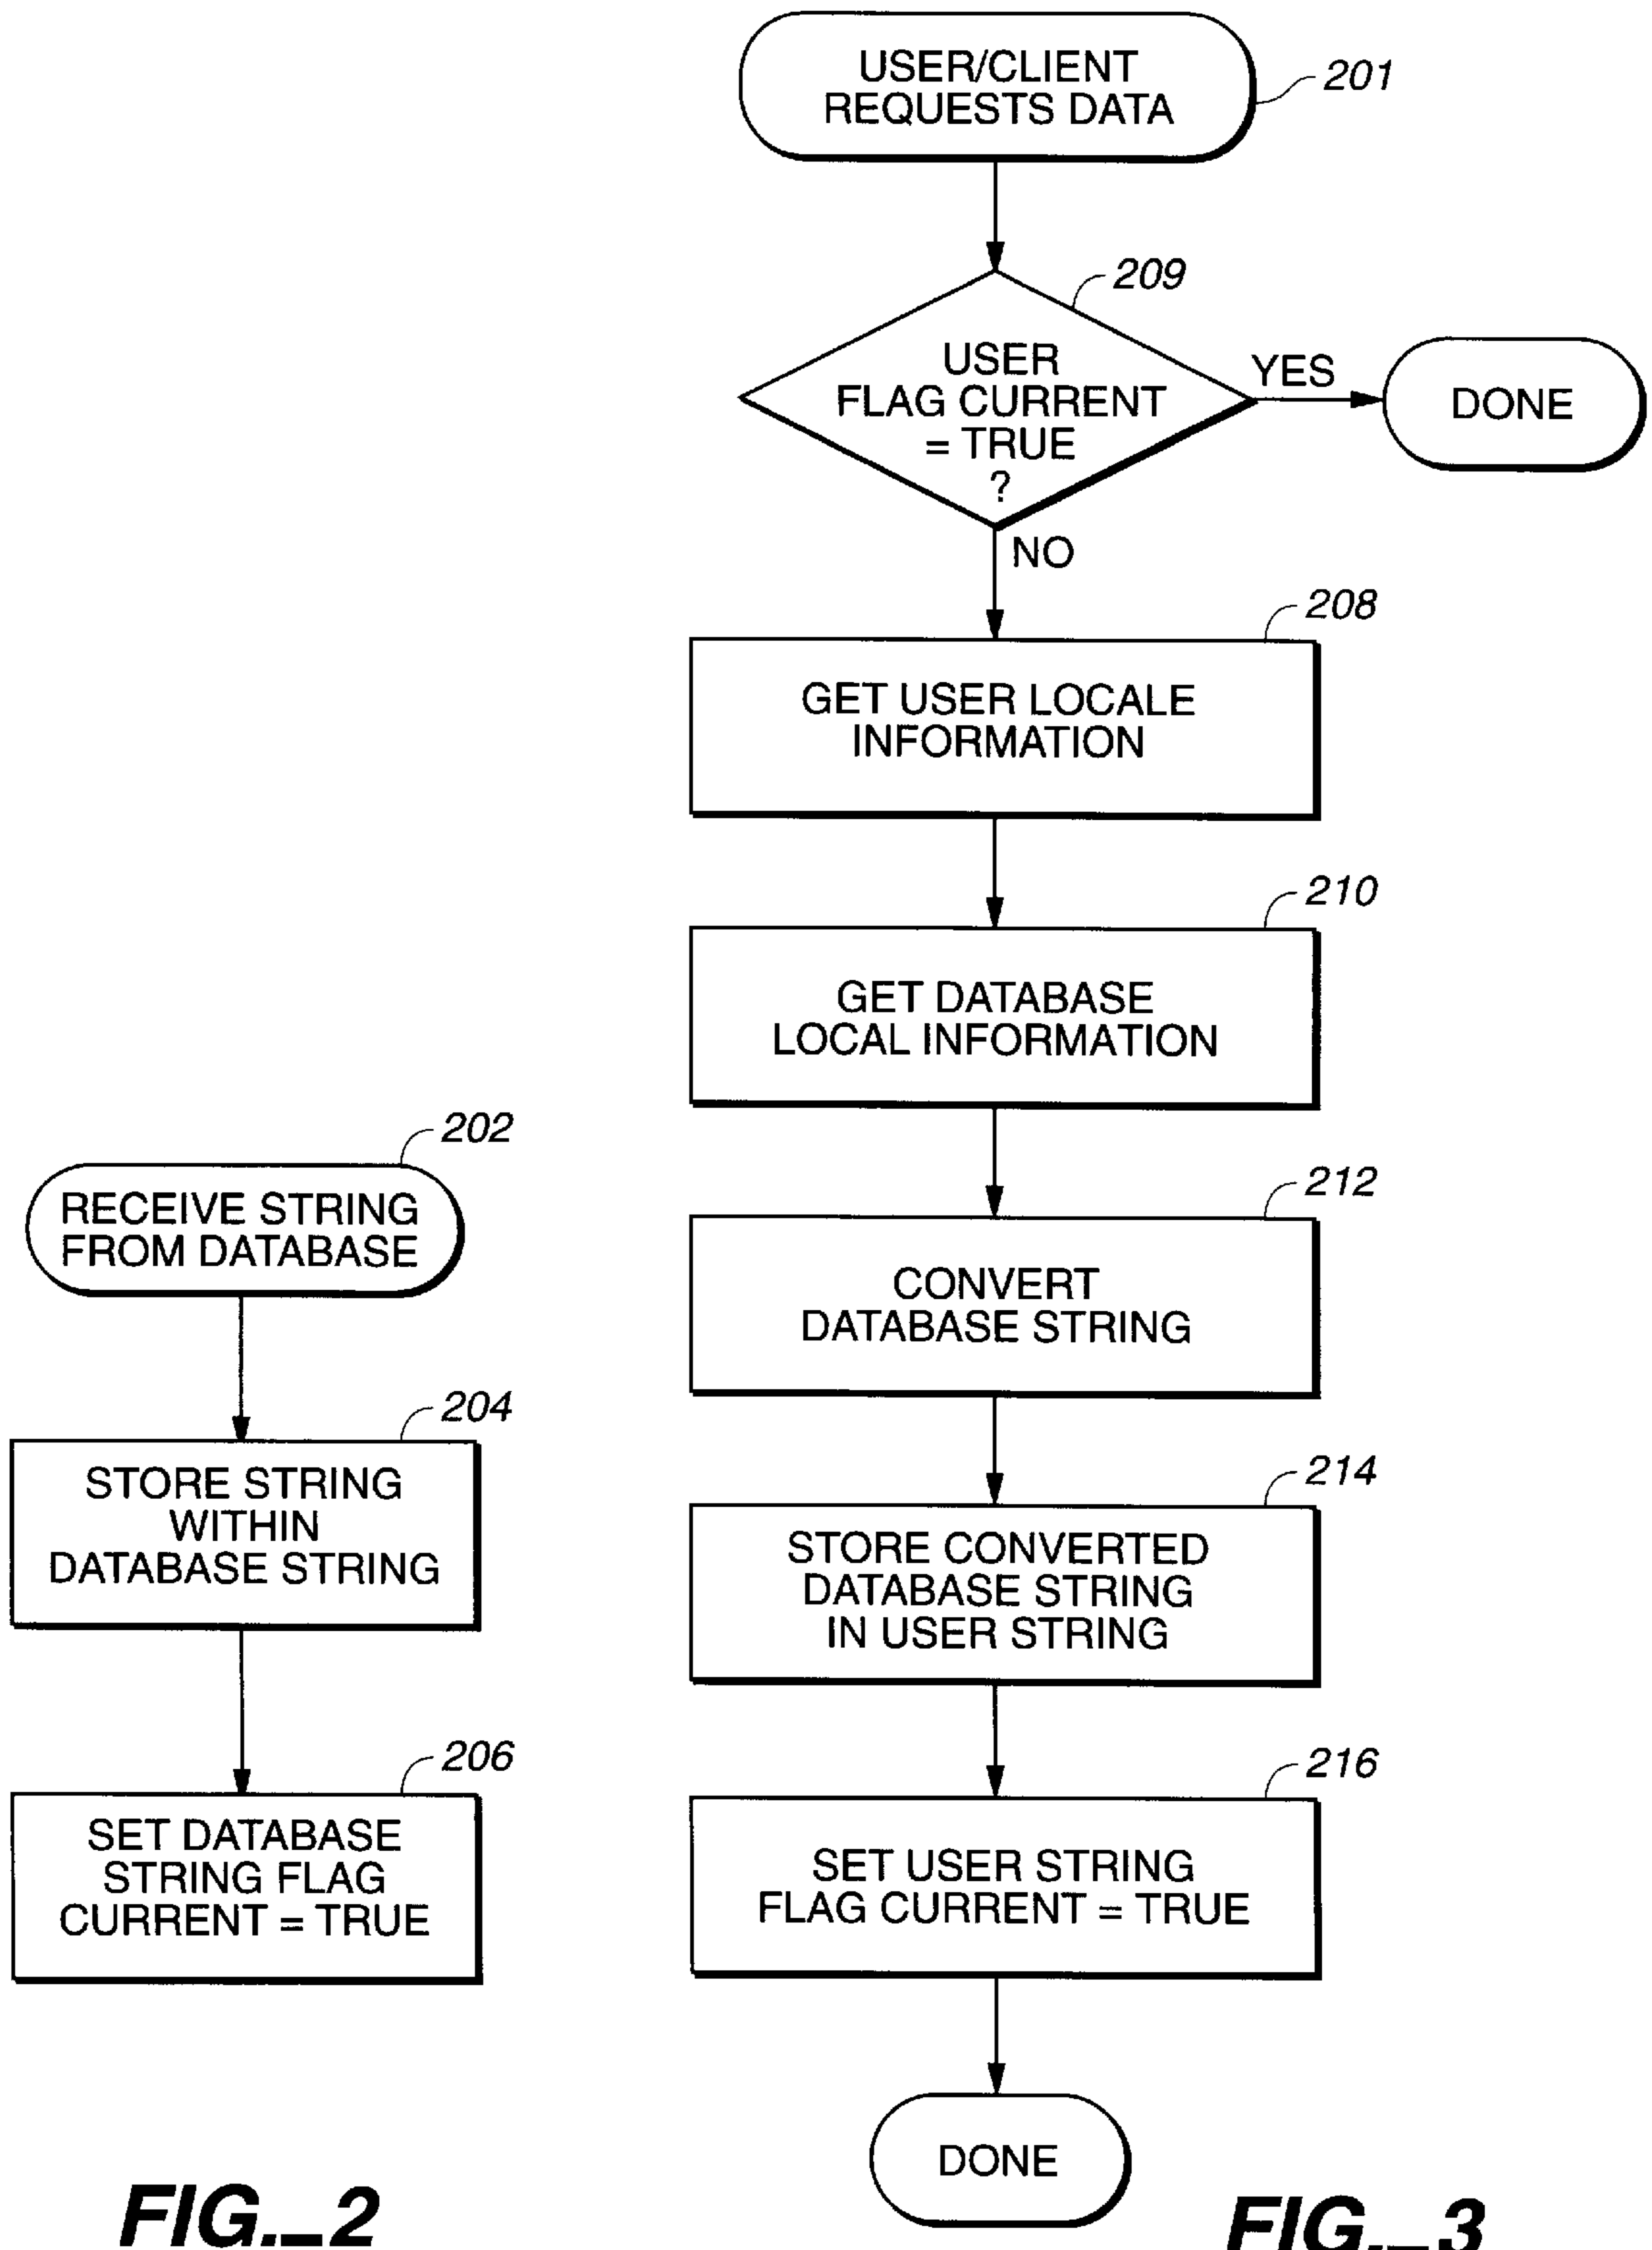 USER/CLIENT
REQUESTS DATA
201
209
USER
FLAG CURRENT
= TRUE
?
YES
DONE
NO
208
GET USER LOCALE
INFORMATION
210
GET DATABASE
LOCAL INFORMATION
212
CONVERT
DATABASE STRING
214
STORE CONVERTED
DATABASE STRING
IN USER STRING
216
SET USER STRING
FLAG CURRENT = TRUE
DONE
FIG._3
202
RECEIVE STRING
FROM DATABASE
204
STORE STRING
WITHIN
DATABASE STRING
206
SET DATABASE
STRING FLAG
CURRENT = TRUE
FIG._2